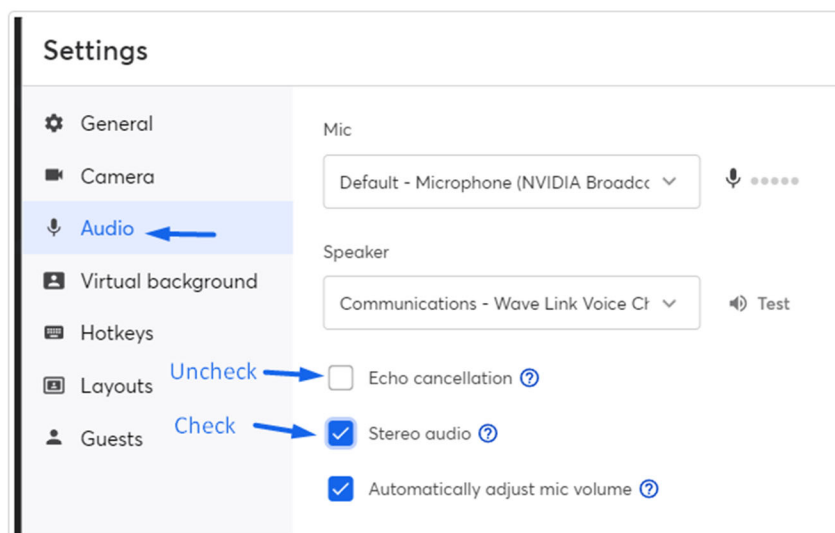 Settings
General
Camera
Audio
Virtual background
Hotkeys
Layouts
Guests
Mic
Default - Microphone (NVIDIA Broadcc
Speaker
Communications - Wave Link Voice Ch
Test
Uncheck
Echo cancellation ?
Check
Stereo audio ?
Automatically adjust mic volume ?